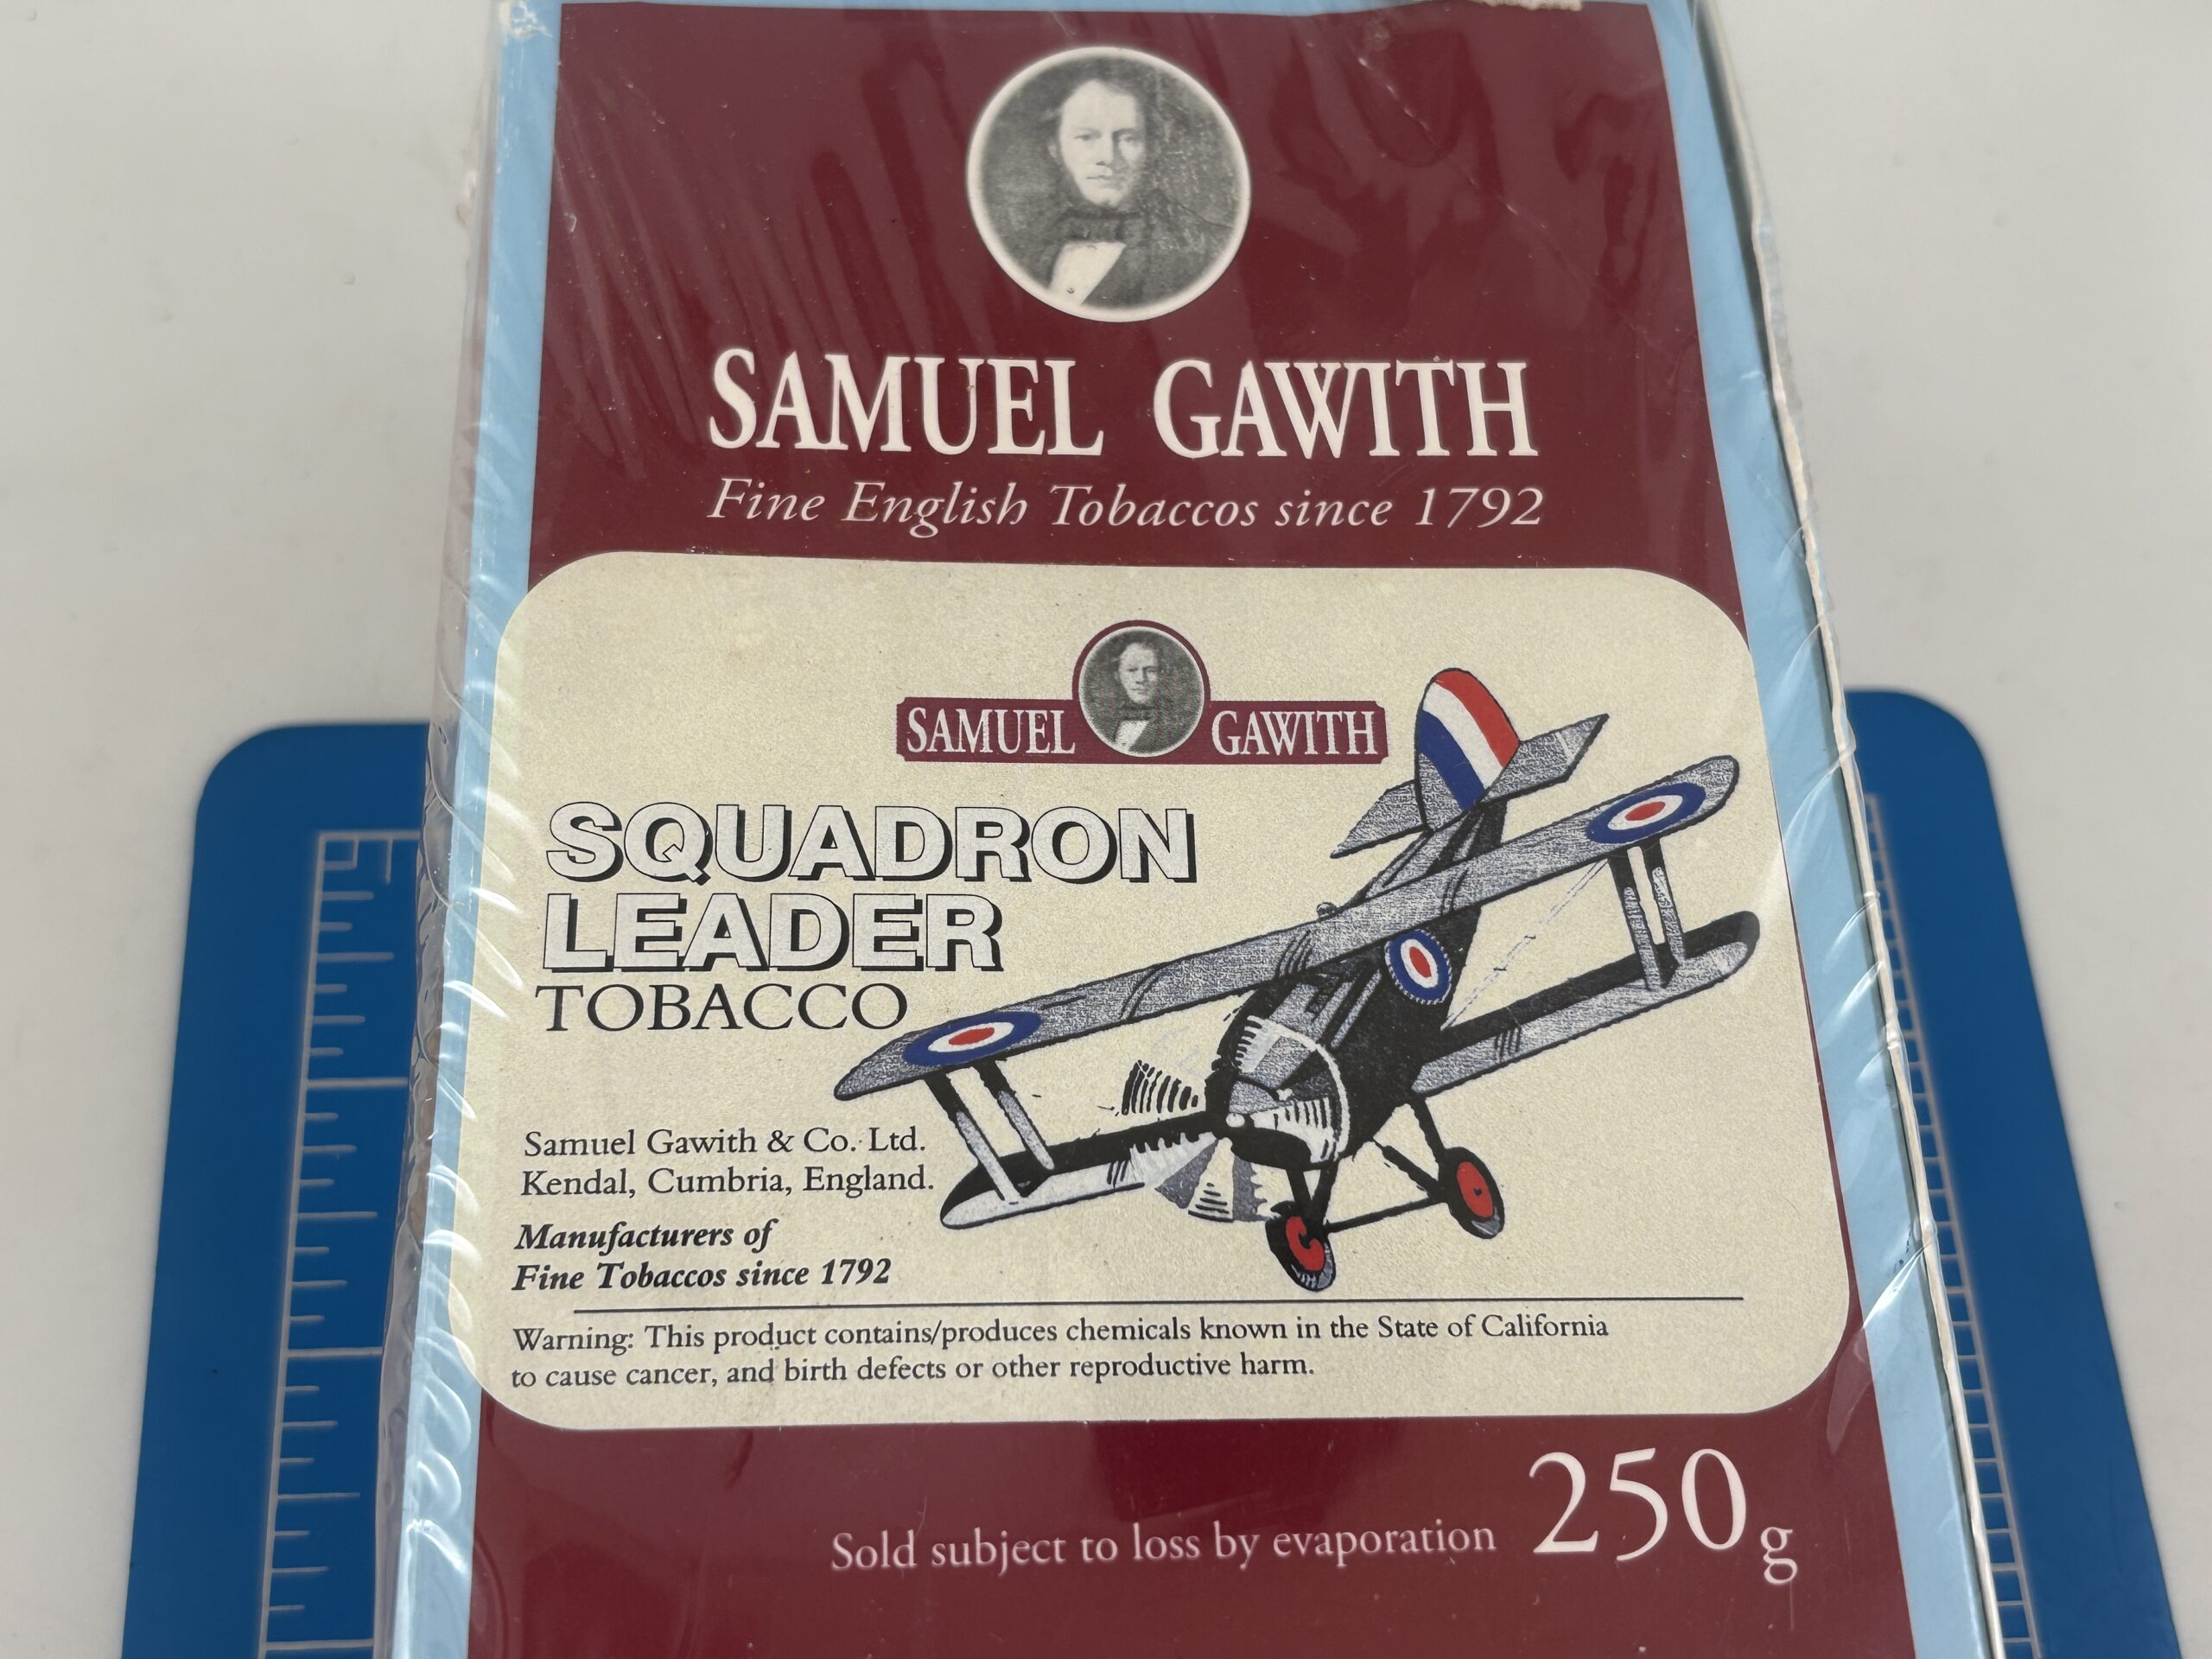 SAMUEL GAWITH
Fine English Tobaccos since 1792
SAMUEL GAWITH
SQUADRON
LEADER
TOBACCO
Samuel Gawith & Co. Ltd.
Kendal, Cumbria, England.
Manufacturers of
Fine Tobaccos since 1792
Warning: This product contains/produces chemicals known in the State of California
to cause cancer, and birth defects or other reproductive harm.
Sold subject to loss by evaporation 250g